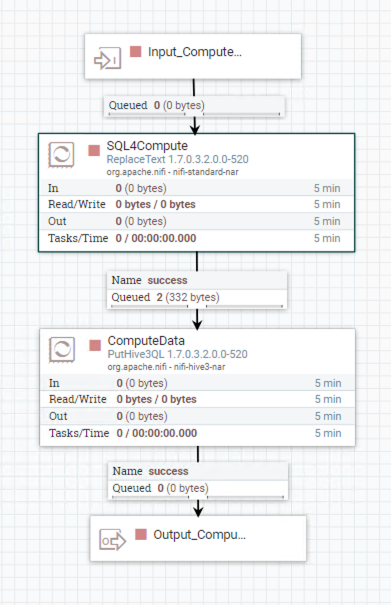 Input_Compute...
Queued 0 (0 bytes)
SQL4Compute
ReplaceText 1.7.0.3.2.0.0-520
org.apache.nifi - nifi-standard-nar
In 0 (0 bytes) 5 min
Read/Write 0 bytes / 0 bytes 5 min
Out 0 (0 bytes) 5 min
Tasks/Time 0 / 00:00:00.000 5 min
Name success
Queued 2 (332 bytes)
ComputeData
PutHive3QL 1.7.0.3.2.0.0-520
org.apache.nifi - nifi-hive3-nar
In 0 (0 bytes) 5 min
Read/Write 0 bytes / 0 bytes 5 min
Out 0 (0 bytes) 5 min
Tasks/Time 0 / 00:00:00.000 5 min
Name success
Queued 0 (0 bytes)
Output_Compu...